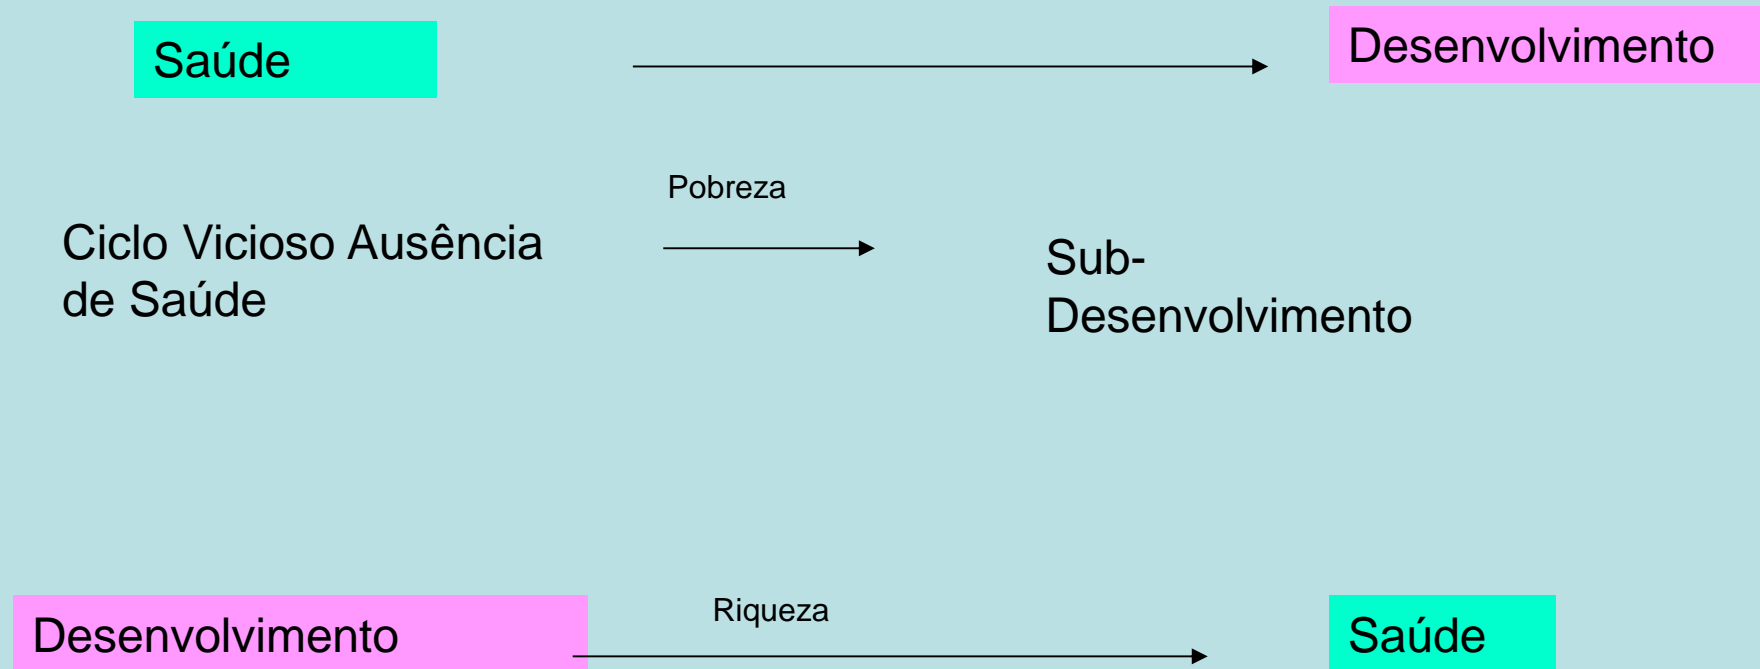 Saúde
Desenvolvimento
Pobreza
Ciclo Vicioso Ausência
de Saúde
Sub-
Desenvolvimento
Riqueza
Desenvolvimento
Saúde